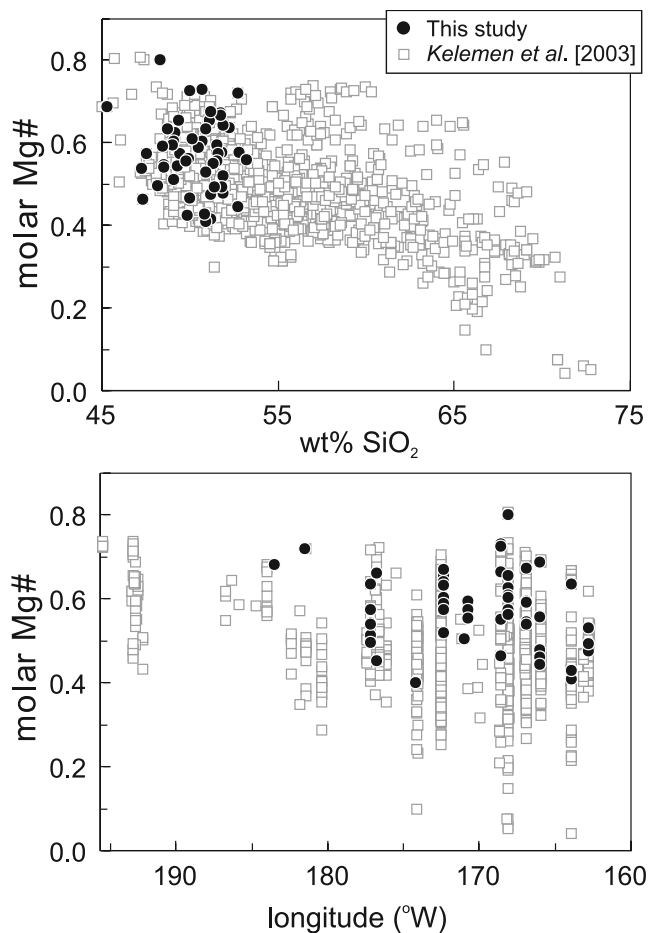 This study
Kelemen et al. [2003]
molar Mg#
0.8
0.6
0.4
0.2
0.0
45 55 65 75
wt% SiO₂
molar Mg#
0.8
0.6
0.4
0.2
0.0
190 180 170 160
longitude (°W)